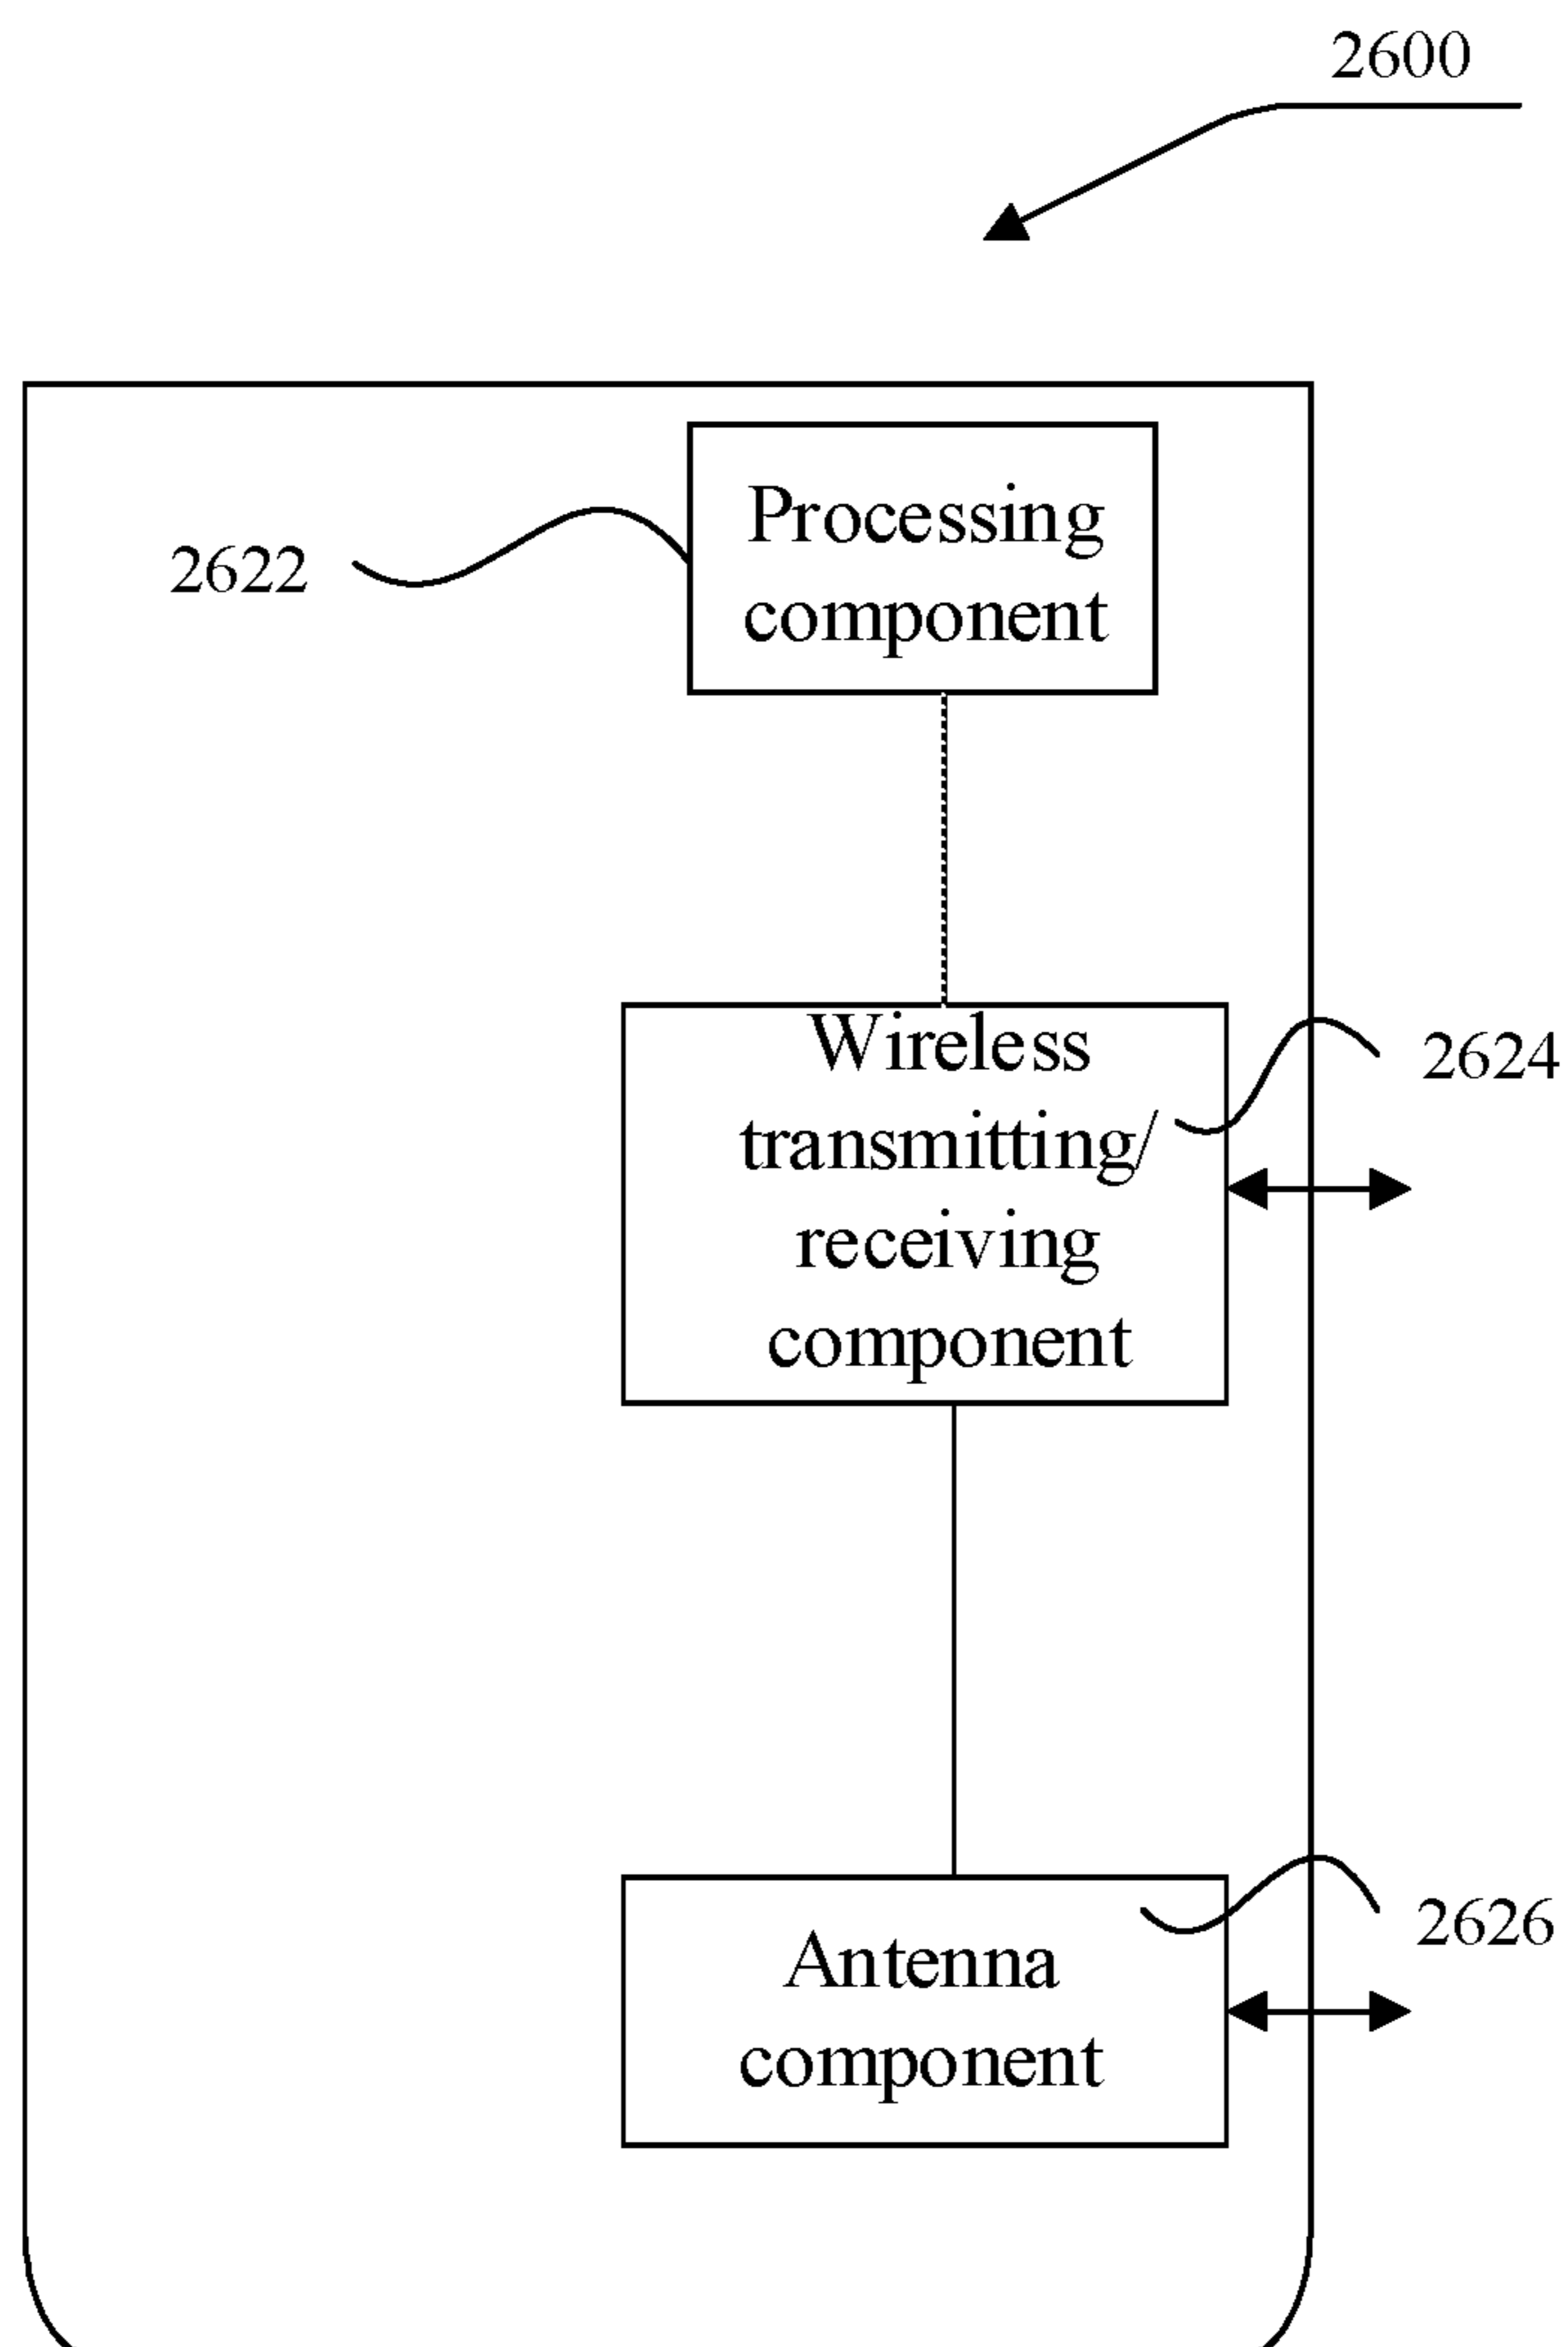 2600
2622
Processing
component
Wireless
transmitting/
receiving
component
2624
2626
Antenna
component